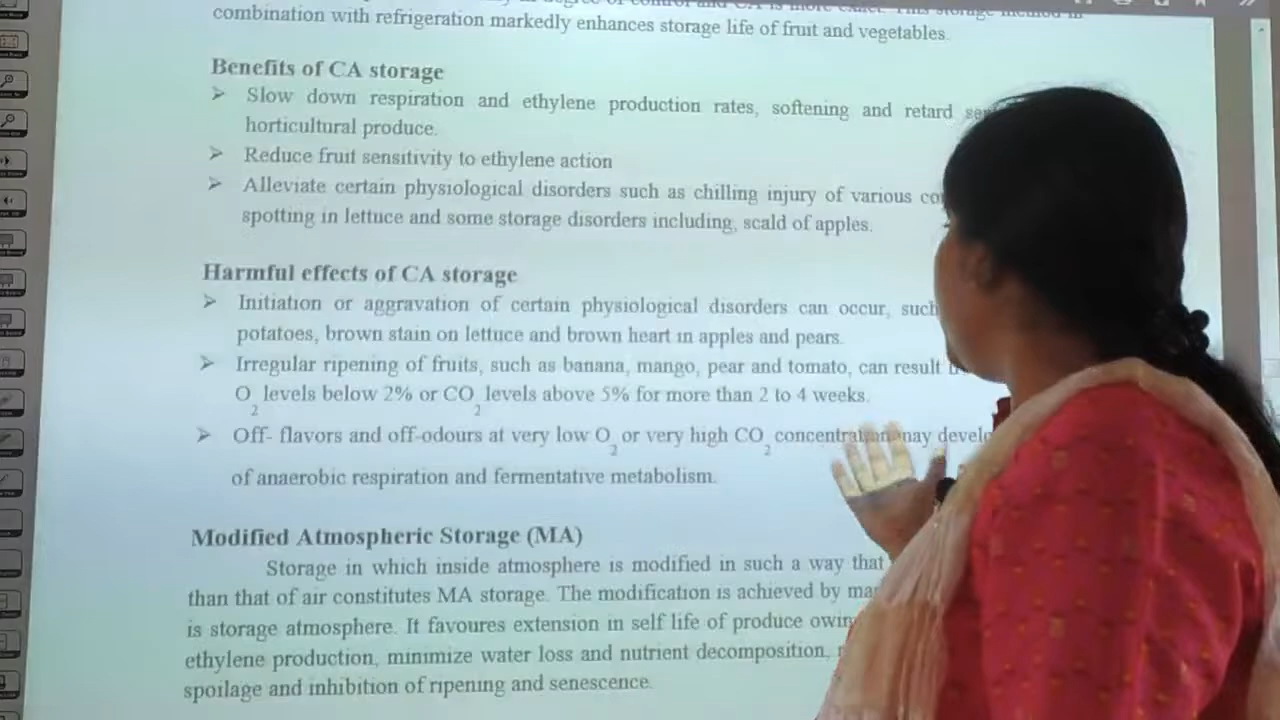 combination with refrigeration markedly enhances storage life of fruit and vegetables.
Benefits of CA storage
➢ Slow down respiration and ethylene production rates, softening and retard
horticultural produce.
➢ Reduce fruit sensitivity to ethylene action
➢ Alleviate certain physiological disorders such as chilling injury of various
spotting in lettuce and some storage disorders including, scald of apples.
Harmful effects of CA storage
➢ Initiation or aggravation of certain physiological disorders can occur, such
potatoes, brown stain on lettuce and brown heart in apples and pears.
➢ Irregular ripening of fruits, such as banana, mango, pear and tomato, can result
O2 levels below 2% or CO2 levels above 5% for more than 2 to 4 weeks.
➢ Off- flavors and off-odours at very low O2 or very high CO2 concentration may
of anaerobic respiration and fermentative metabolism.
Modified Atmospheric Storage (MA)
Storage in which inside atmosphere is modified in such a way that
than that of air constitutes MA storage. The modification is achieved by
is storage atmosphere. It favoures extension in self life of produce
ethylene production, minimize water loss and nutrient decomposition,
spoilage and inhibition of ripening and senescence.